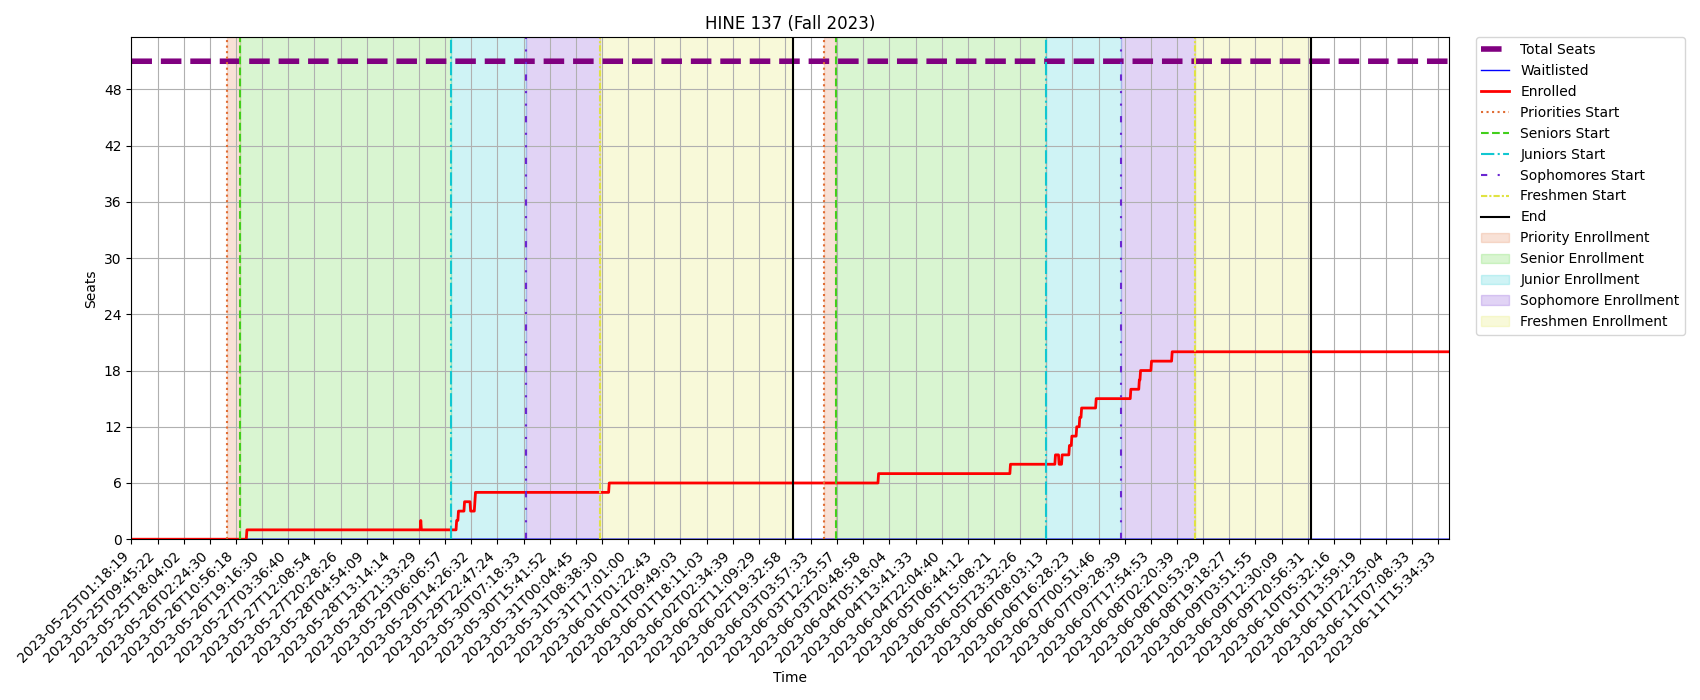 HINE 137 (Fall 2023)
Total Seats
Waitlisted
Enrolled
Priorities Start
Seniors Start
Juniors Start
Sophomores Start
Freshmen Start
End
Priority Enrollment
Senior Enrollment
Junior Enrollment
Sophomore Enrollment
Freshmen Enrollment
Seats
48
42
36
30
24
18
12
6
0
2023-05-25T01:18:19
2023-05-25T09:45:22
2023-05-25T18:04:02
2023-05-26T02:24:30
2023-05-26T10:56:18
2023-05-26T19:16:30
2023-05-27T03:36:40
2023-05-27T12:08:54
2023-05-27T20:28:26
2023-05-28T04:54:09
2023-05-28T13:14:14
2023-05-28T21:33:29
2023-05-29T06:06:57
2023-05-29T14:26:32
2023-05-29T22:47:24
2023-05-30T07:18:33
2023-05-30T15:41:52
2023-05-31T00:04:45
2023-05-31T08:38:30
2023-05-31T17:01:00
2023-06-01T01:22:43
2023-06-01T09:49:03
2023-06-01T18:11:03
2023-06-02T02:34:39
2023-06-02T11:09:29
2023-06-02T19:32:58
2023-06-03T03:57:33
2023-06-03T12:25:57
2023-06-03T20:48:58
2023-06-04T05:18:04
2023-06-04T13:41:33
2023-06-04T22:04:40
2023-06-05T06:44:12
2023-06-05T15:08:21
2023-06-05T23:32:26
2023-06-06T08:03:13
2023-06-06T16:28:23
2023-06-07T00:51:46
2023-06-07T09:28:39
2023-06-07T17:54:53
2023-06-08T02:20:39
2023-06-08T10:53:29
2023-06-08T19:18:27
2023-06-09T03:51:55
2023-06-09T12:30:09
2023-06-09T20:56:31
2023-06-10T05:32:16
2023-06-10T13:59:19
2023-06-10T22:25:04
2023-06-11T07:08:33
2023-06-11T15:34:33
Time